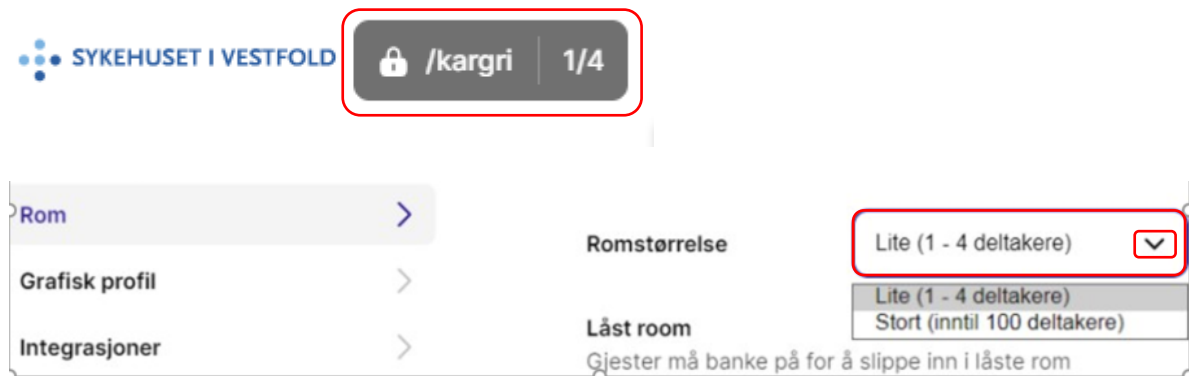 SYKEHUSET I VESTFOLD
/kargri 1/4
Rom
Grafisk profil
Integrasjoner
Romstørrelse
Lite (1 - 4 deltakere)
Lite (1 - 4 deltakere)
Stort (inntil 100 deltakere)
Låst room
Gjester må banke på for å slippe inn i låste rom